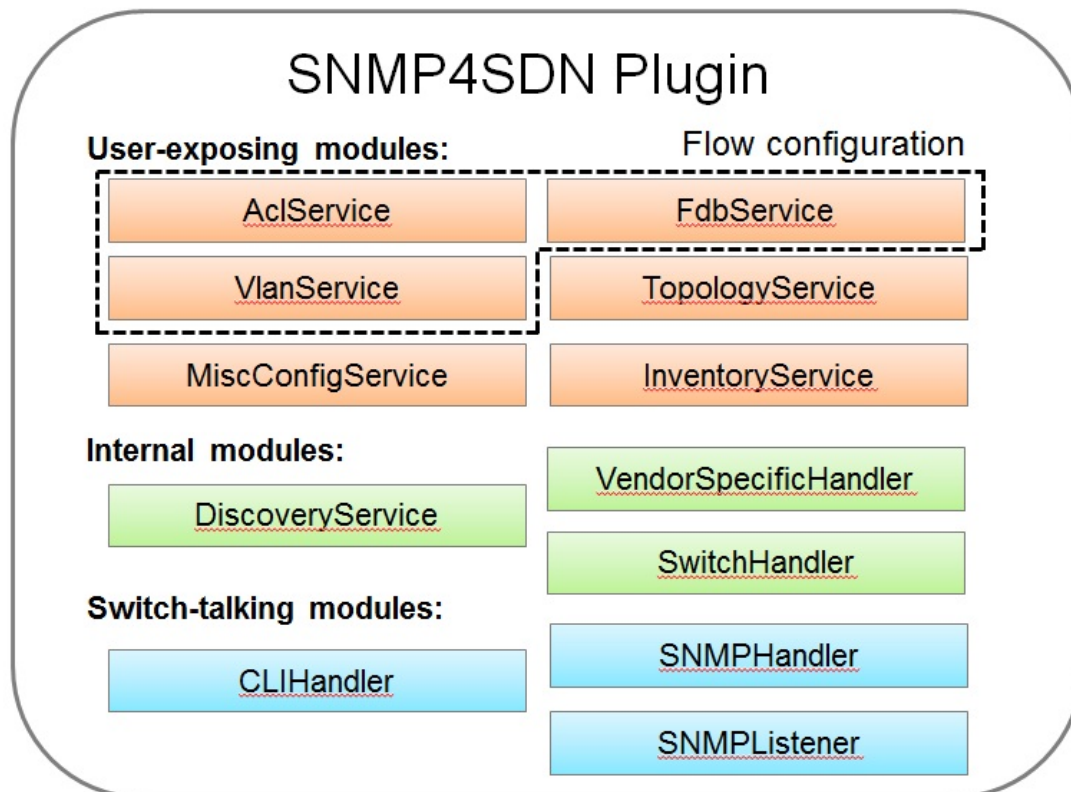 SNMP4SDN Plugin
User-exposing modules:
Flow configuration
AclService
FdbService
VlanService
TopologyService
MiscConfigService
InventoryService
Internal modules:
VendorSpecificHandler
DiscoveryService
SwitchHandler
Switch-talking modules:
SNMPHandler
CLIHandler
SNMPListener